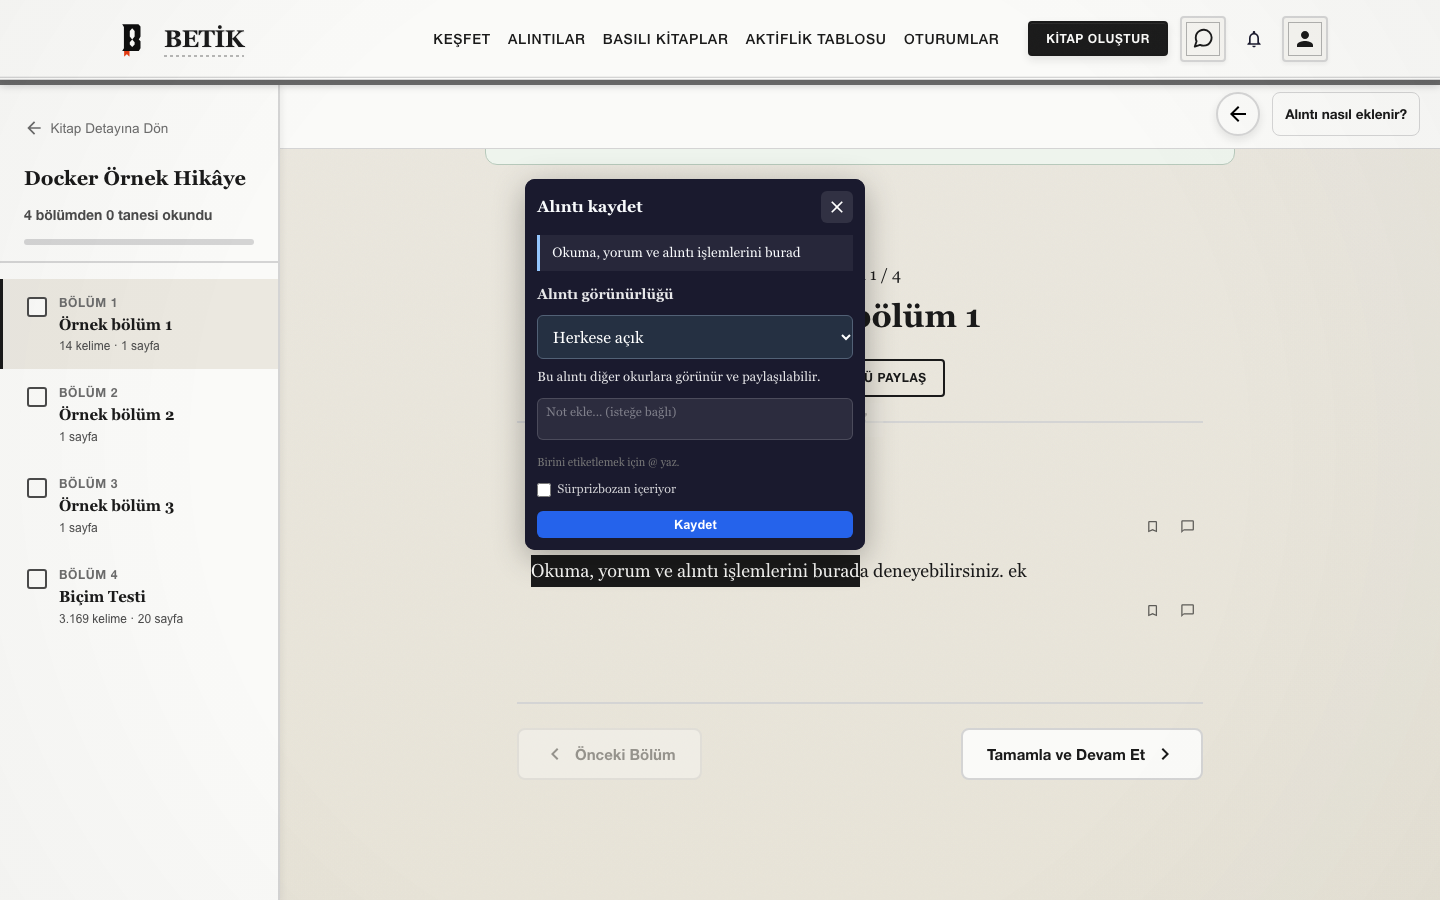 BETİK
KEŞFET ALINTILAR BASILI KİTAPLAR AKTİFLİK TABLOSU OTURUMLAR
KİTAP OLUŞTUR
Kitap Detayına Dön
Docker Örnek Hikâye
4 bölümden 0 tanesi okundu
BÖLÜM 1
Örnek bölüm 1
14 kelime · 1 sayfa
BÖLÜM 2
Örnek bölüm 2
1 sayfa
BÖLÜM 3
Örnek bölüm 3
1 sayfa
BÖLÜM 4
Biçim Testi
3.169 kelime · 20 sayfa
Alıntı nasıl eklenir?
Alıntı kaydet
Okuma, yorum ve alıntı işlemlerini burad
Alıntı görünürlüğü
Herkese açık
Bu alıntı diğer okurlara görünür ve paylaşılabilir.
Not ekle... (isteğe bağlı)
Birini etiketlemek için @ yaz.
Sürprizbozan içeriyor
Kaydet
1 / 4
bölüm 1
Ü PAYLAŞ
Okuma, yorum ve alıntı işlemlerini burada deneyebilirsiniz. ek
Önceki Bölüm
Tamamla ve Devam Et